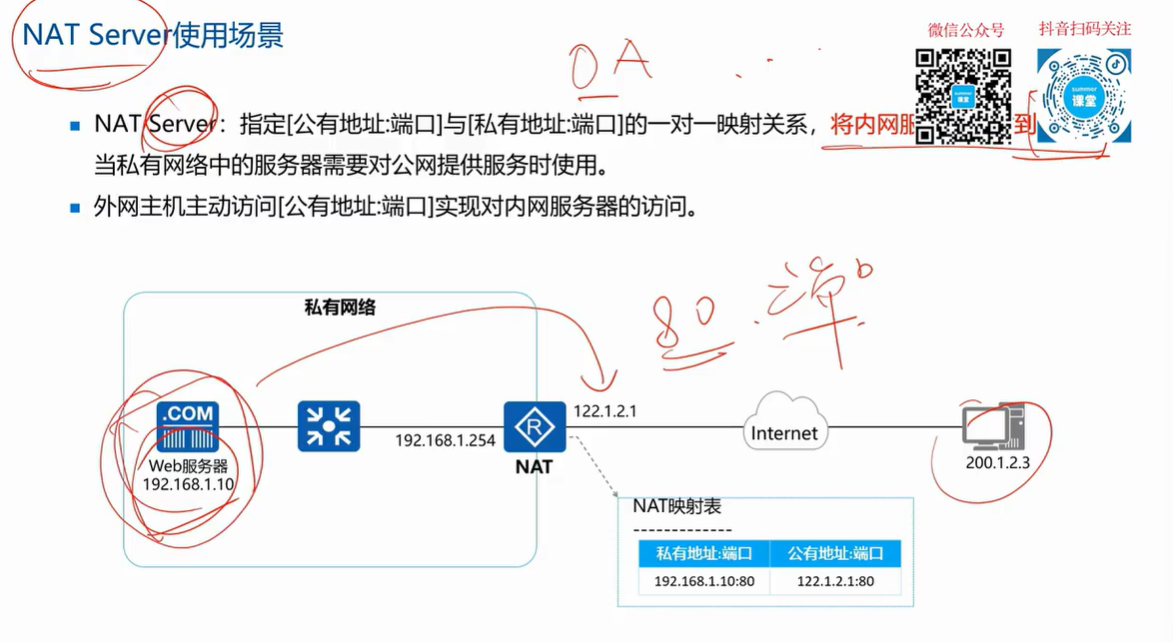 NAT Server使用场景
微信公众号
抖音扫码关注
OA
summer
课堂
summer
课堂
NAT Server：指定[公有地址:端口]与[私有地址:端口]的一对一映射关系，将内网服 到
当私有网络中的服务器需要对公网提供服务时使用。
外网主机主动访问[公有地址:端口]实现对内网服务器的访问。
私有网络
80
.COM
Web服务器
192.168.1.10
192.168.1.254
R
NAT
122.1.2.1
Internet
200.1.2.3
NAT映射表
-------------
私有地址:端口 公有地址:端口
192.168.1.10:80 122.1.2.1:80